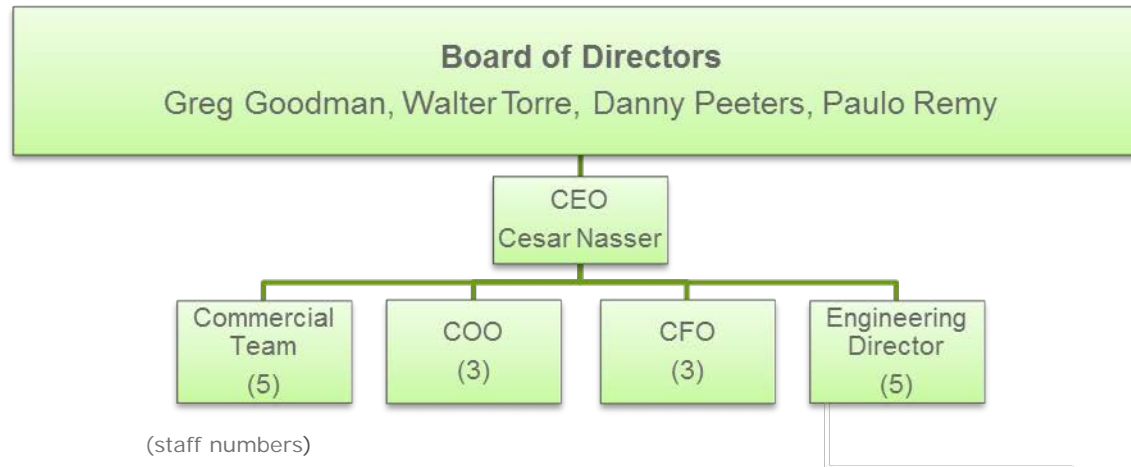 Board of Directors
Greg Goodman, Walter Torre, Danny Peeters, Paulo Remy
CEO
Cesar Nasser
Commercial
Team
(5)
COO
(3)
CFO
(3)
Engineering
Director
(5)
(staff numbers)